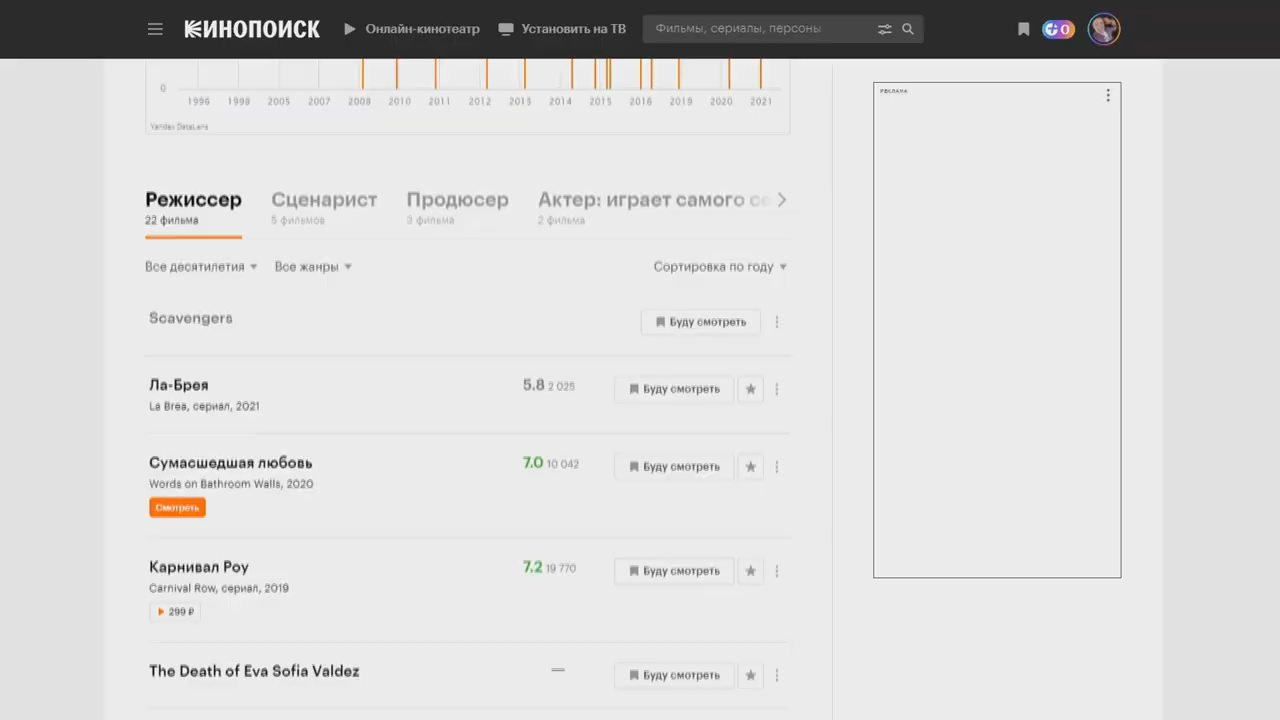 КИНОПОИСК
Онлайн-кинотеатр
Установить на ТВ
Фильмы, сериалы, персоны
0
0
1996 1998 2005 2007 2008 2010 2011 2012 2013 2014 2015 2016 2019 2020 2021
Yandex DataLens
РЕКЛАМА
Режиссер Сценарист Продюсер Актер: играет самого се
22 фильма 5 фильмов 3 фильма 2 фильма
Все десятилетия Все жанры Сортировка по году
Scavengers Буду смотреть
Ла-Брея 5.8 2 025 Буду смотреть
La Brea, сериал, 2021
Сумасшедшая любовь 7.0 10 042 Буду смотреть
Words on Bathroom Walls, 2020
Смотреть
Карнивал Роу 7.2 19 770 Буду смотреть
Carnival Row, сериал, 2019
299 ₽
The Death of Eva Sofia Valdez — Буду смотреть